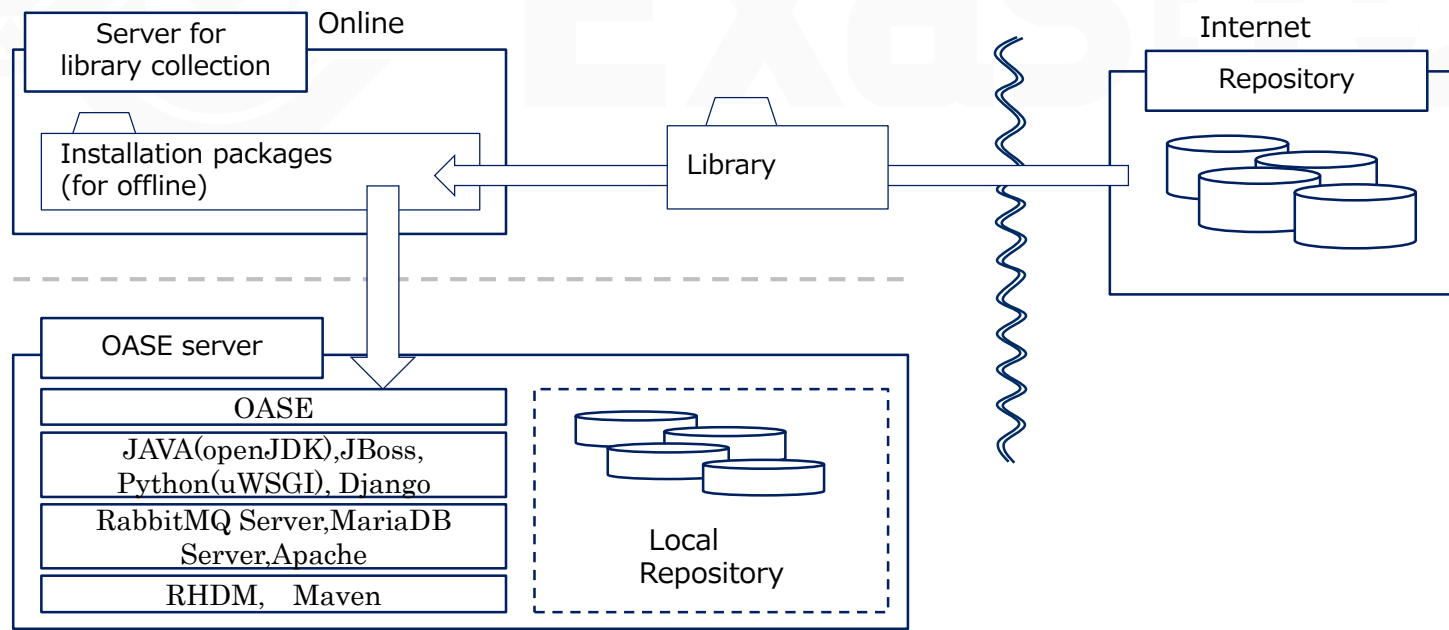 Online
Server for
library collection
Installation packages
(for offline)
Library
Internet
Repository
OASE server
OASE
JAVA(openJDK),JBoss,
Python(uWSGI), Django
RabbitMQ Server,MariaDB
Server,Apache
RHDM, Maven
Local
Repository